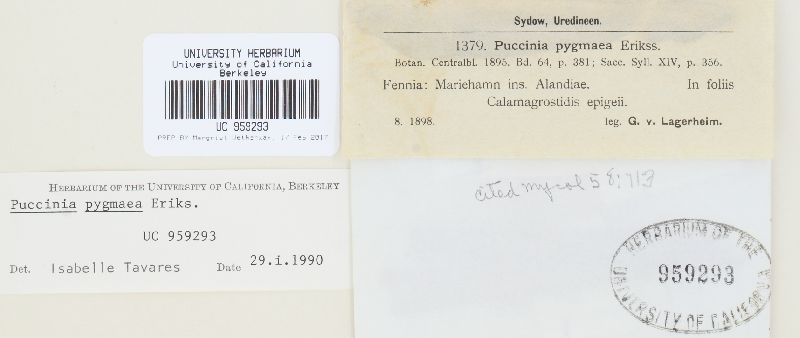 UNIVERSITY HERBARIUM
University of California
Berkeley
UC 959293
HERBARIUM OF THE UNIVERSITY OF CALIFORNIA, BERKELEY
Puccinia pygmaea Eriks.
UC 959293
Det. Isabelle Tavares Date 29.i.1990
Sydow, Uredineen.
1379. Puccinia pygmaea Erikss.
Botan. Centralbl. 1895, Bd. 64, p. 381; Sacc. Syll. XIV, p. 356.
Fennia: Mariehamn ins. Alandiae. In foliis
Calamagrostidis epigeii.
8. 1898. leg. G. v. Lagerheim.
cited mycol 58:713
HERBARIUM OF THE
959293
UNIVERSITY OF CALIFORNIA